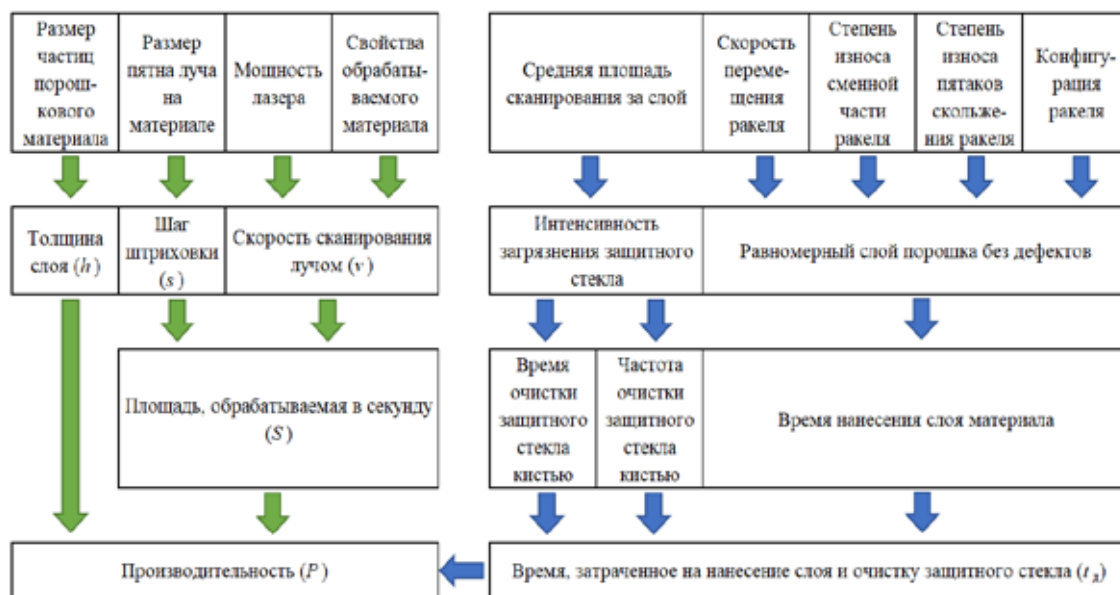 Размер
частиц
порош-
кового
материала
Размер
пятна луча
на
материале
Мощность
лазера
Свойства
обрабаты-
ваемого
материала
Средняя площадь
сканирования за слой
Скорость
переме-
щения
ракеля
Степень
износа
сменной
части
ракеля
Степень
износа
пятаков
скольже-
ния ракеля
Конфигу-
рация
ракеля
Толщина
слоя (h)
Шаг
штриховки
(s)
Скорость сканирования
лучом (v)
Интенсивность
загрязнения защитного
стекла
Равномерный слой порошка без дефектов
Площадь, обрабатываемая в секунду
(S)
Время
очистки
защитного
стекла
кистью
Частота
очистки
защитного
стекла
кистью
Время нанесения слоя материала
Производительность (P)
Время, затраченное на нанесение слоя и очистку защитного стекла (t д)